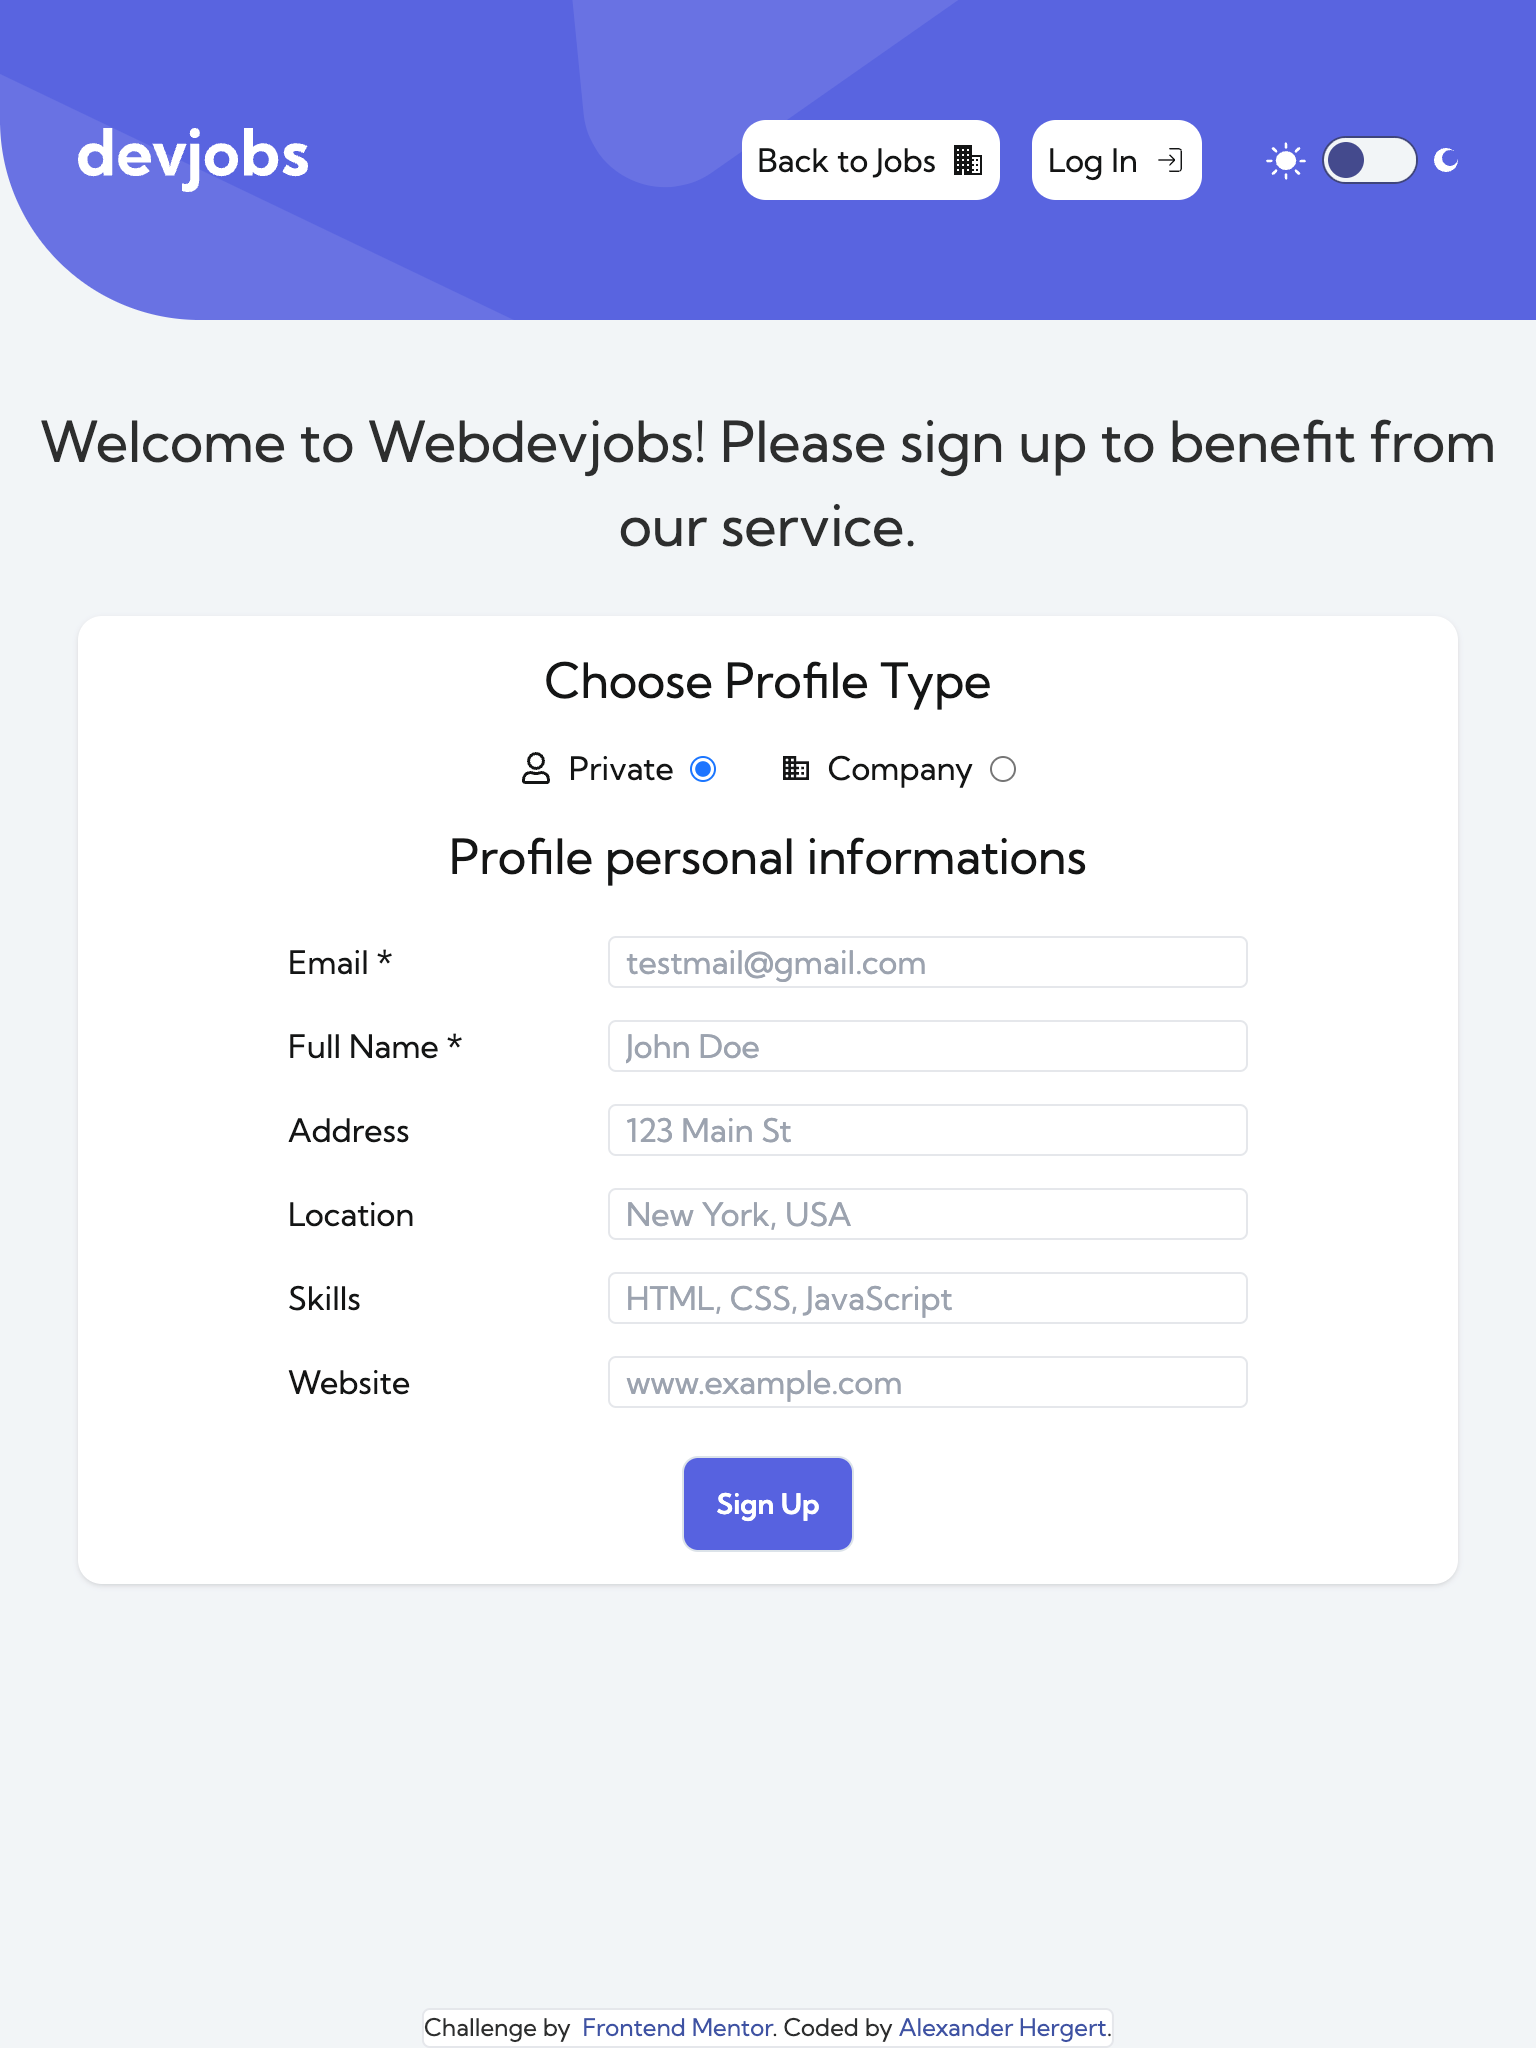 devjobs
Back to Jobs
Log In
Welcome to Webdevjobs! Please sign up to benefit from
our service.
Choose Profile Type
Private
Company
Profile personal informations
Email *
testmail@gmail.com
Full Name *
John Doe
Address
123 Main St
Location
New York, USA
Skills
HTML, CSS, JavaScript
Website
www.example.com
Sign Up
Challenge by Frontend Mentor. Coded by Alexander Hergert.